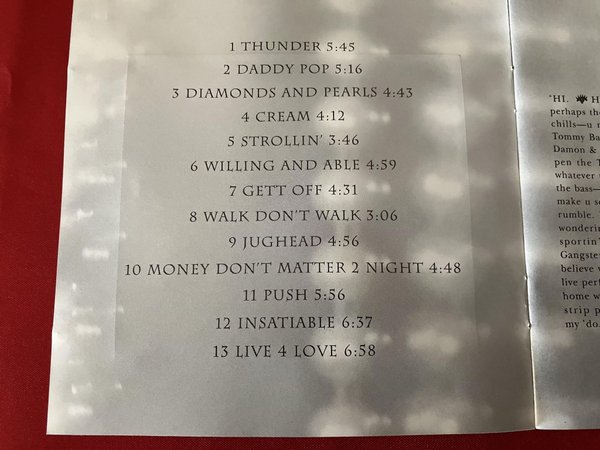 1 THUNDER 5:45
2 DADDY POP 5:16
3 DIAMONDS AND PEARLS 4:43
4 CREAM 4:12
5 STROLLIN' 3:46
6 WILLING AND ABLE 4:59
7 GETT OFF 4:31
8 WALK DON'T WALK 3:06
9 JUGHEAD 4:56
10 MONEY DON'T MATTER 2 NIGHT 4:48
11 PUSH 5:56
12 INSATIABLE 6:37
13 LIVE 4 LOVE 6:58
"HI. H
perhaps the
chills—u
Tommy Ba
Damon &
pen the T
whatever
the bass—
make u s
rumble.
wondering
sportin'
Gangster
believe
live perf
home w
strip p
my 'do.